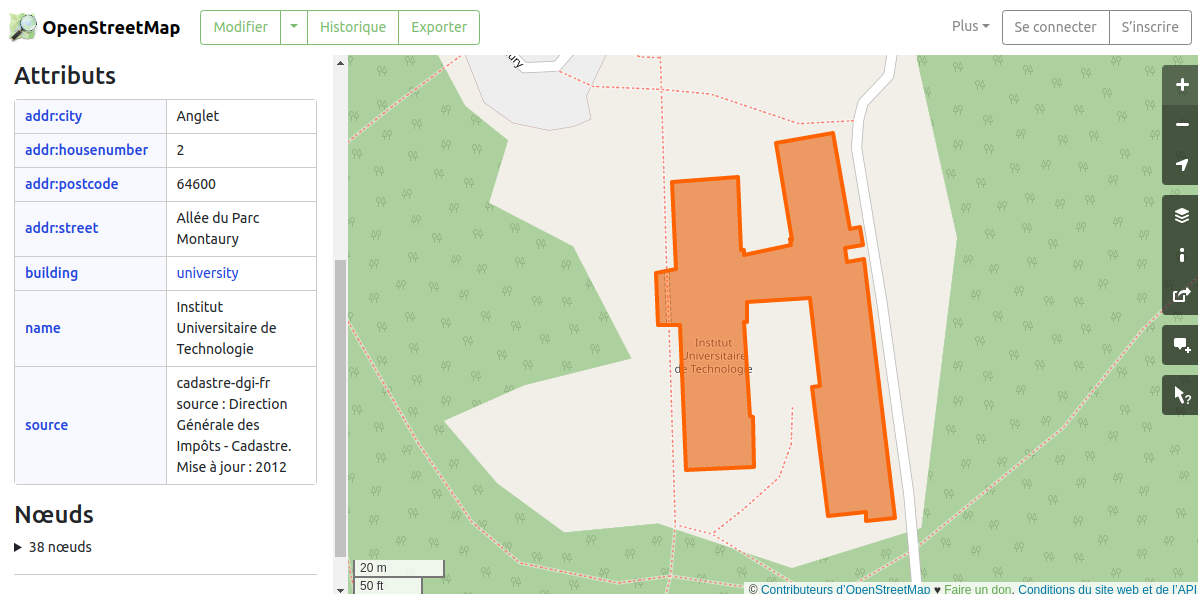 OpenStreetMap
Modifier
Historique
Exporter
Plus
Se connecter
S'inscrire
Attributs
addr:city
Anglet
addr:housenumber
2
addr:postcode
64600
addr:street
Allée du Parc
Montaury
building
university
name
Institut
Universitaire de
Technologie
source
cadastre-dgi-fr
source : Direction
Générale des
Impôts - Cadastre.
Mise à jour : 2012
Nœuds
38 nœuds
Institut
Universitaire
de Technologie
20 m
50 ft
© Contributeurs d’OpenStreetMap ♥ Faire un don. Conditions du site web et de l’API